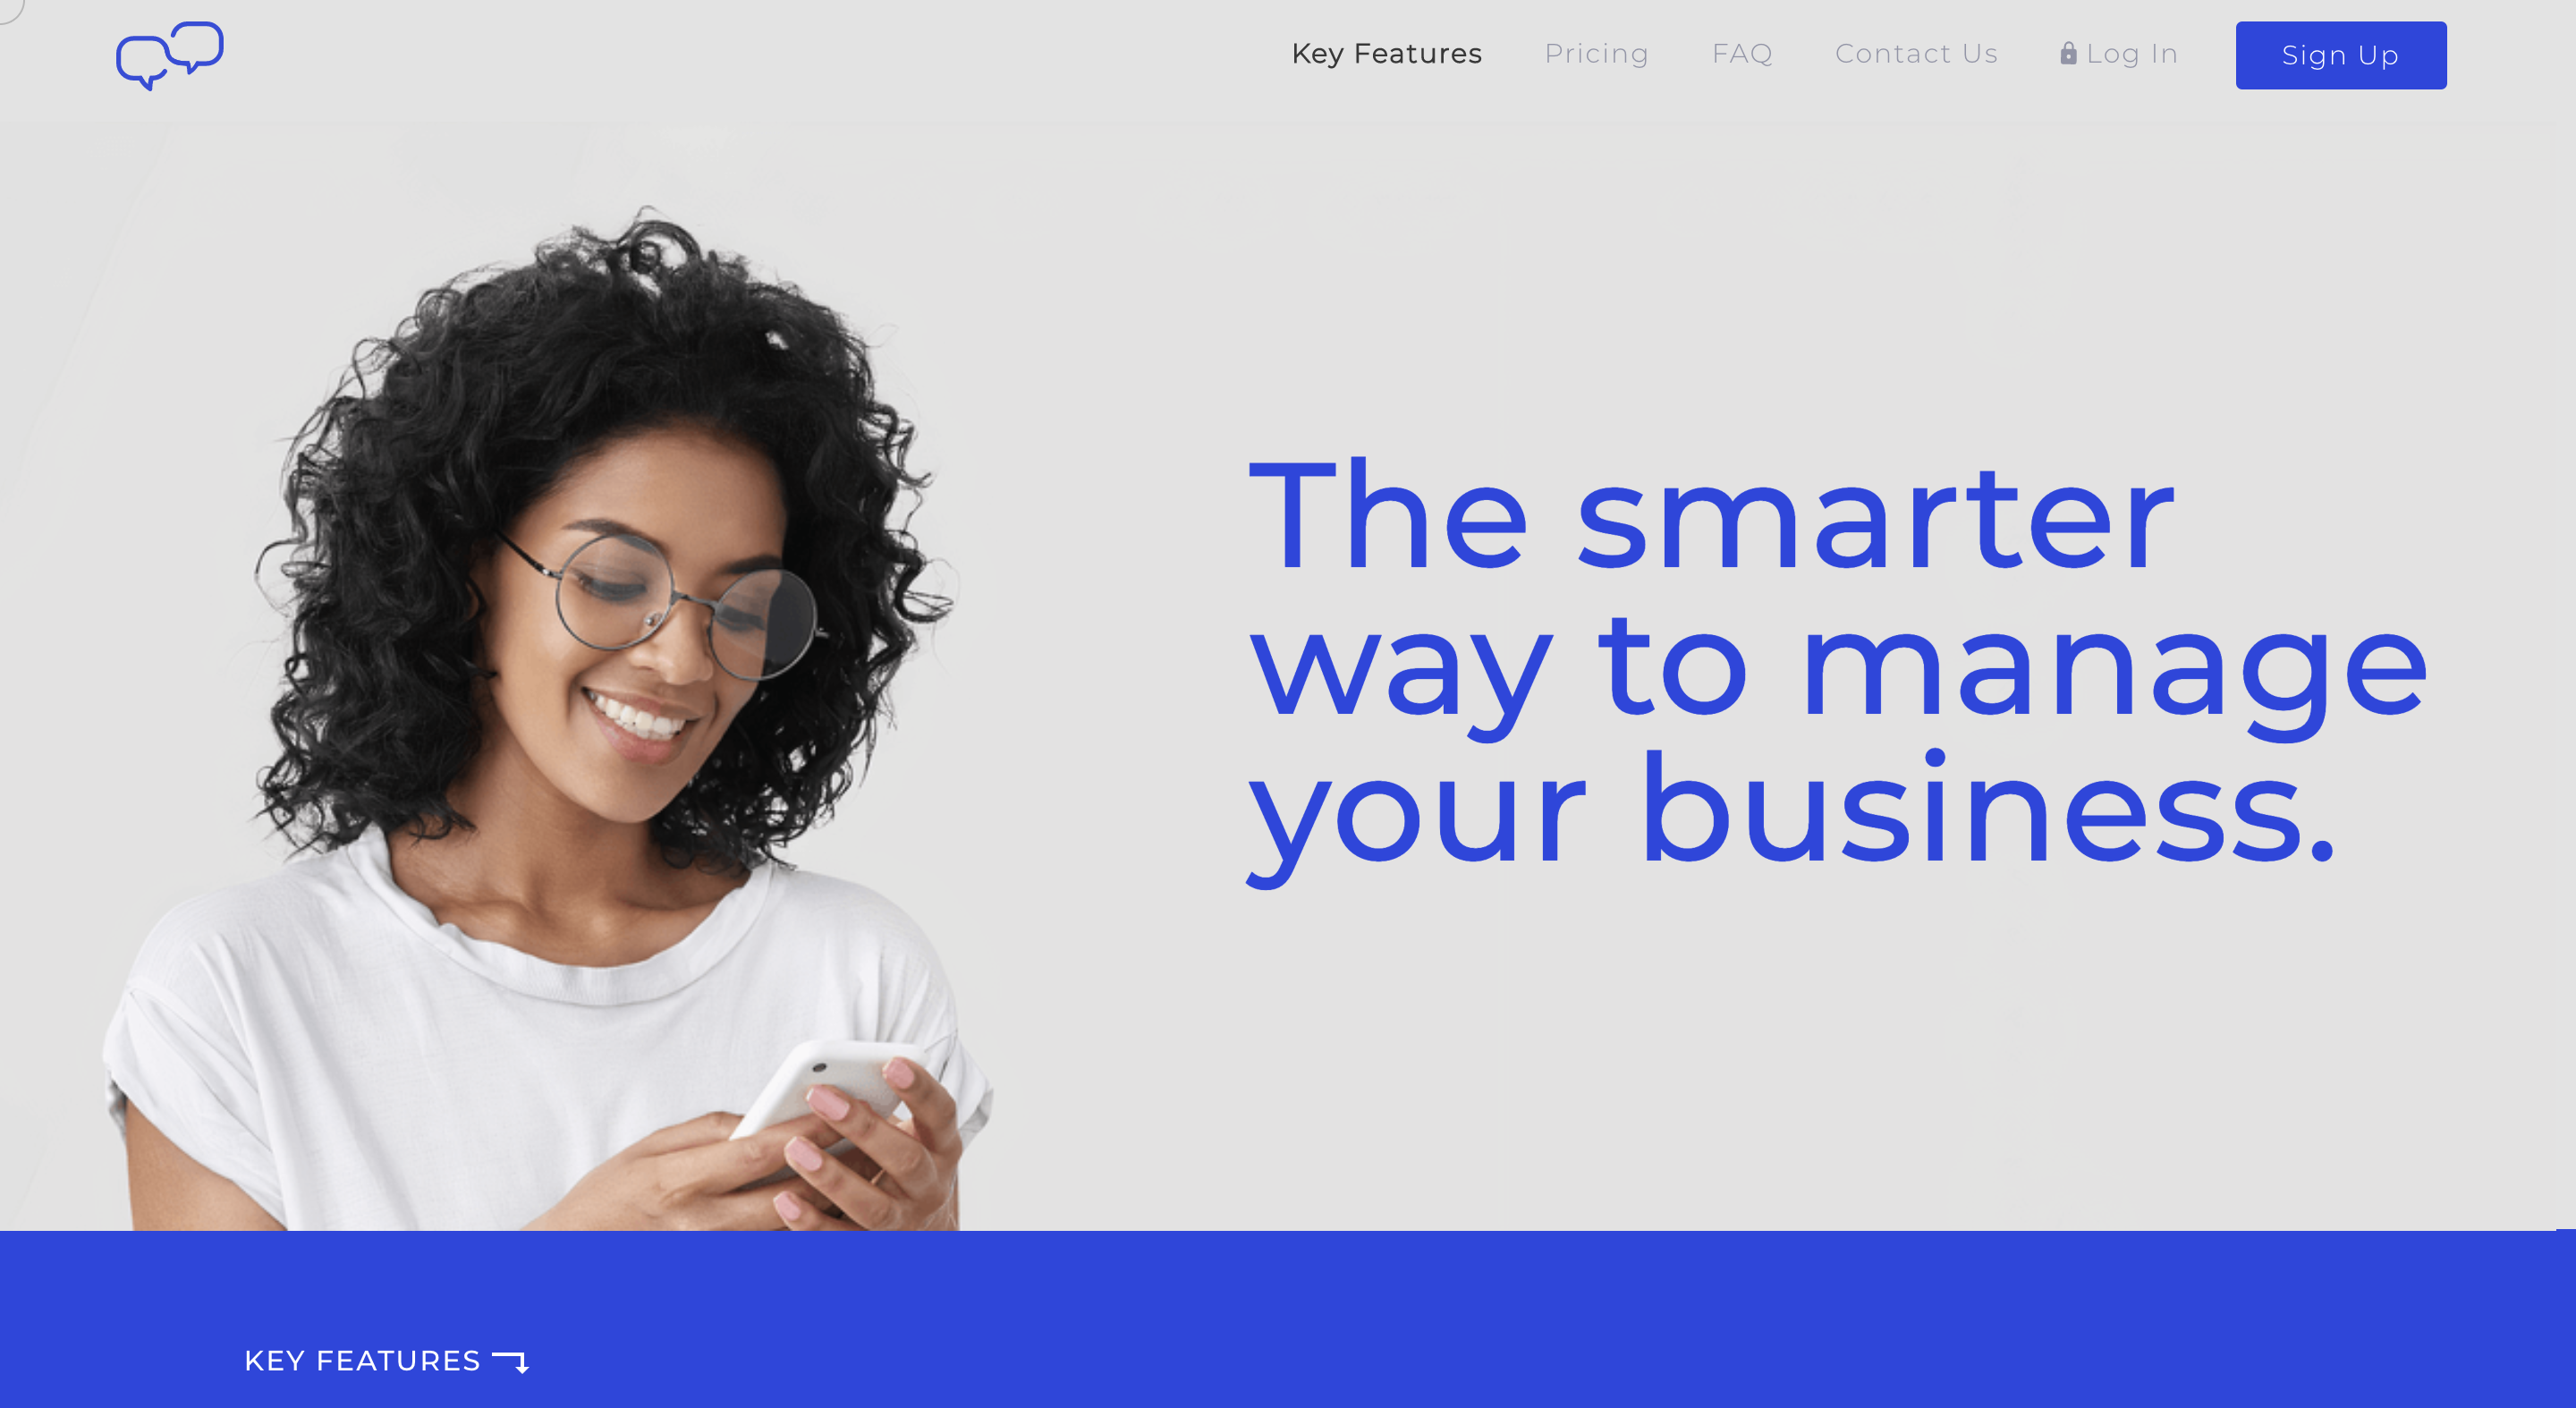 Key Features
Pricing
FAQ
Contact Us
Log In
Sign Up
The smarter
way to manage
your business.
KEY FEATURES